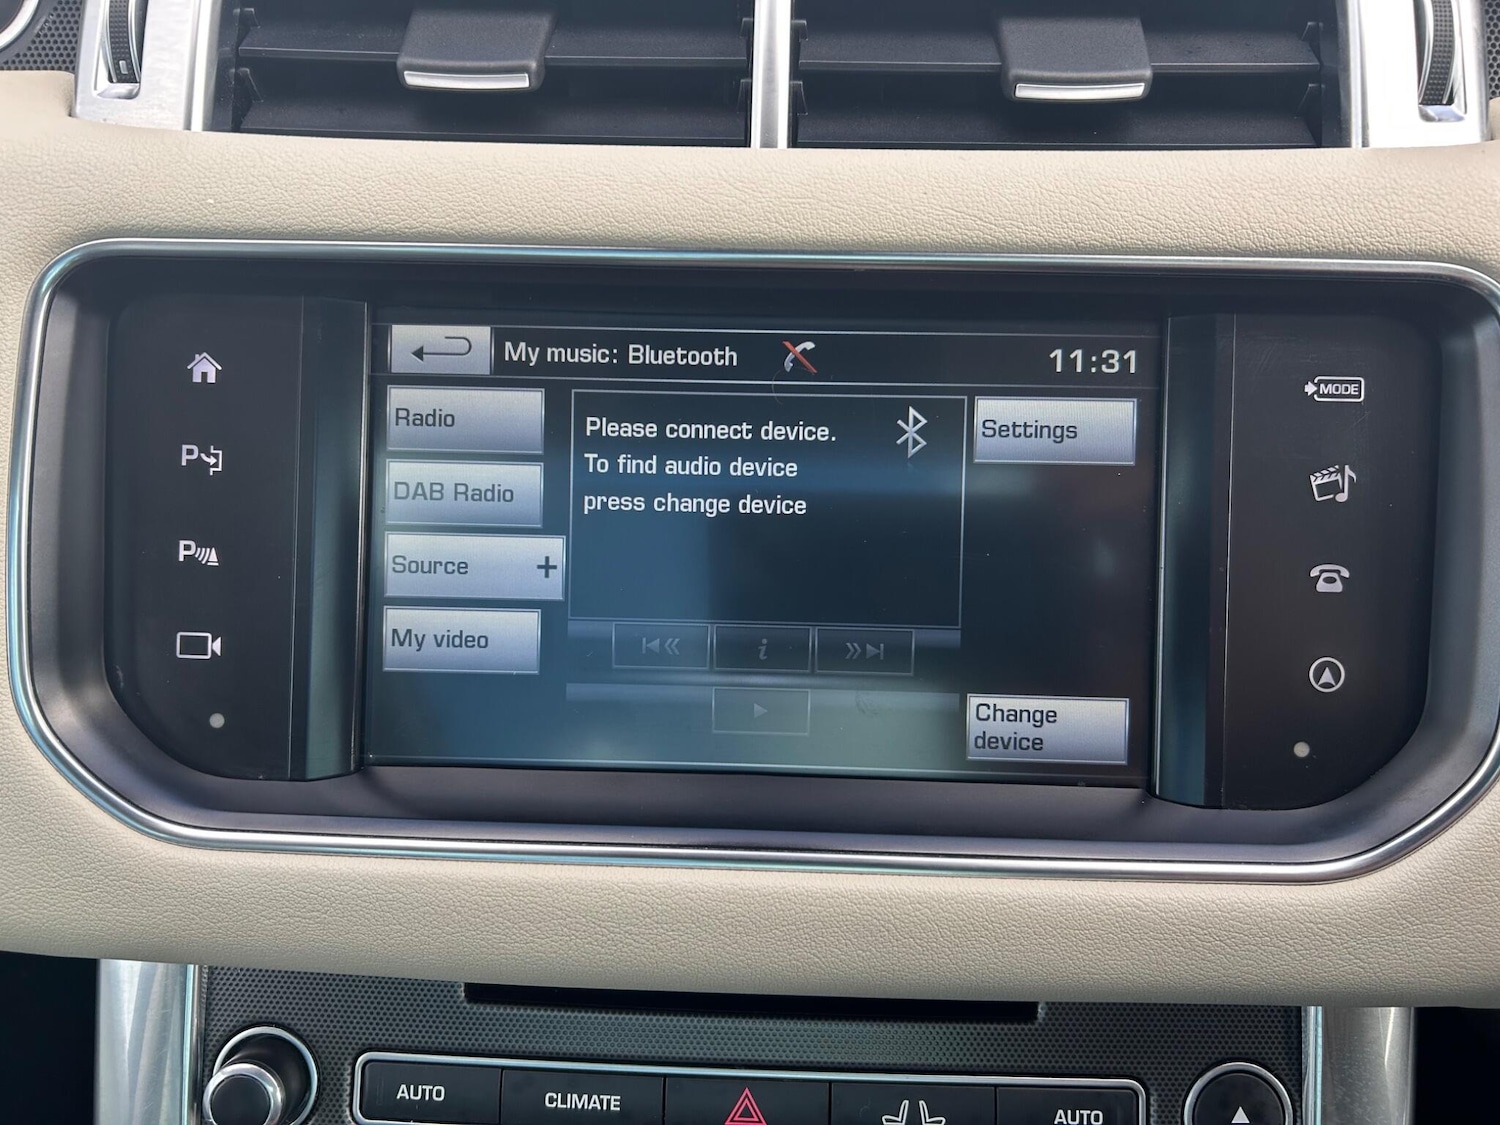 My music: Bluetooth
11:31
Radio
DAB Radio
Source +
My video
Please connect device.
To find audio device
press change device
i
Settings
Change
device
P
P
MODE
AUTO
CLIMATE
AUTO